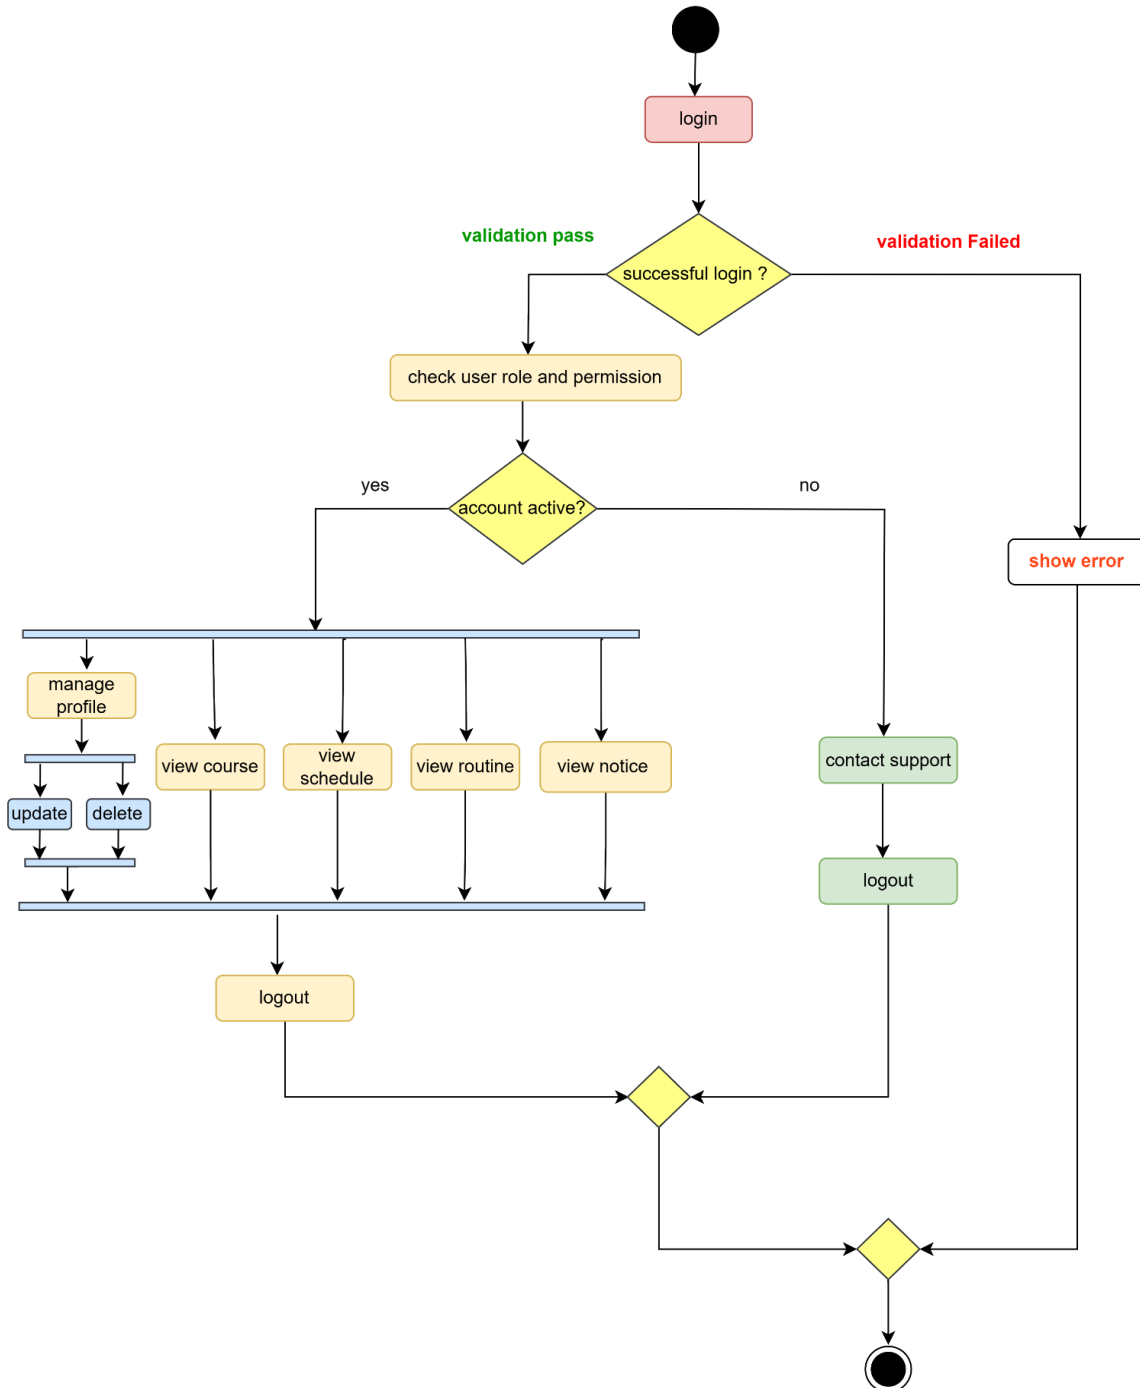 login
validation pass
validation Failed
successful login ?
check user role and permission
yes
no
account active?
show error
manage
profile
view course
view
schedule
view routine
view notice
contact support
update
delete
logout
logout